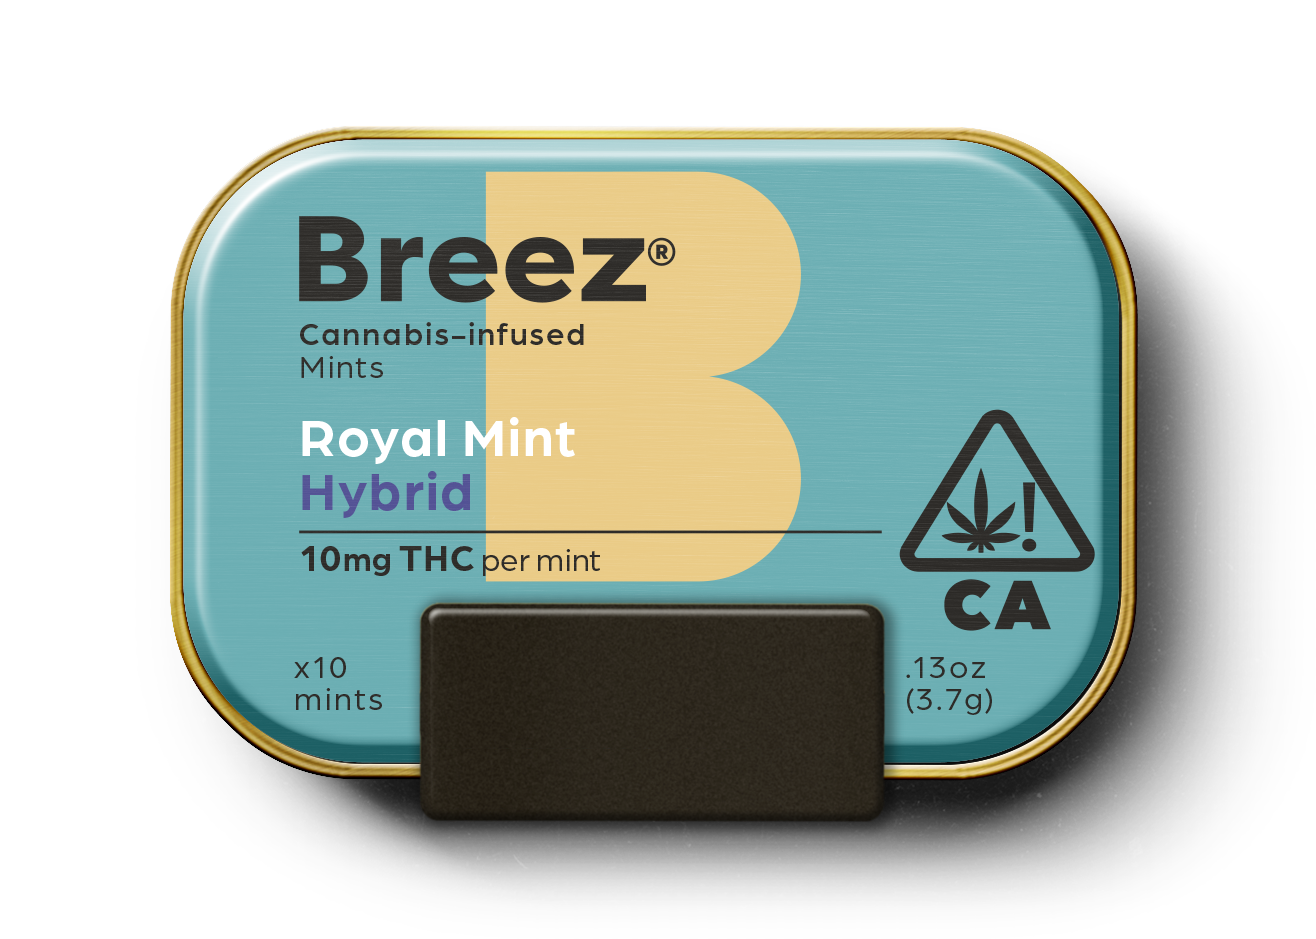 Breez®
Cannabis-infused
Mints
Royal Mint
Hybrid
10mg THC per mint
!
CA
x10
mints
.13oz
(3.7g)